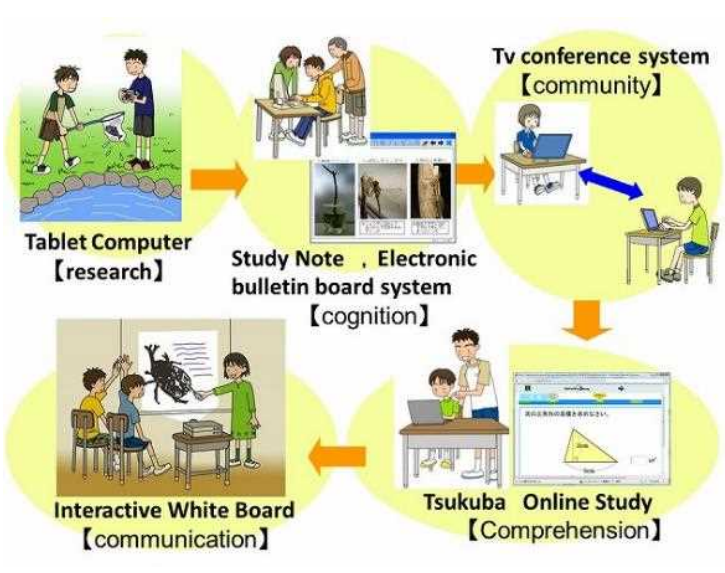 Tablet Computer
【research】
Study Note , Electronic
bulletin board system
【cognition】
Tv conference system
【community】
Tsukuba Online Study
【Comprehension】
Interactive White Board
【communication】